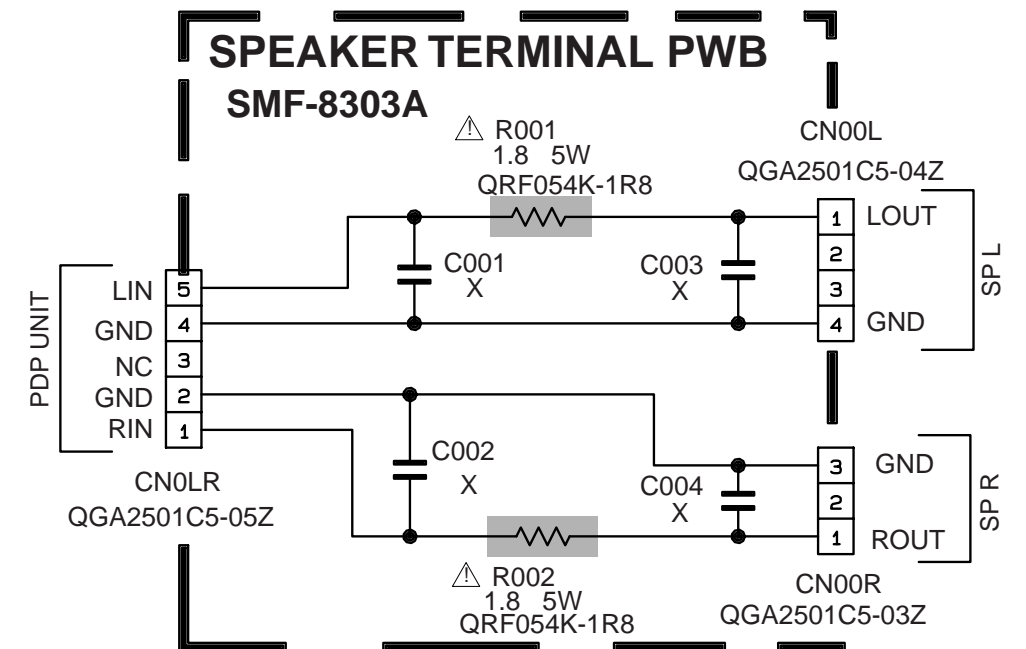 SPEAKER TERMINAL PWB
SMF-8303A
⚠ R001
1.8 5W
QRF054K-1R8
CN00L
QGA2501C5-04Z
1 LOUT
2
3
4 GND
SP L
C001
X
C003
X
PDP UNIT
LIN 5
GND 4
NC 3
GND 2
RIN 1
CN0LR
QGA2501C5-05Z
C002
X
C004
X
3 GND
2
1 ROUT
SP R
⚠ R002
1.8 5W
QRF054K-1R8
CN00R
QGA2501C5-03Z